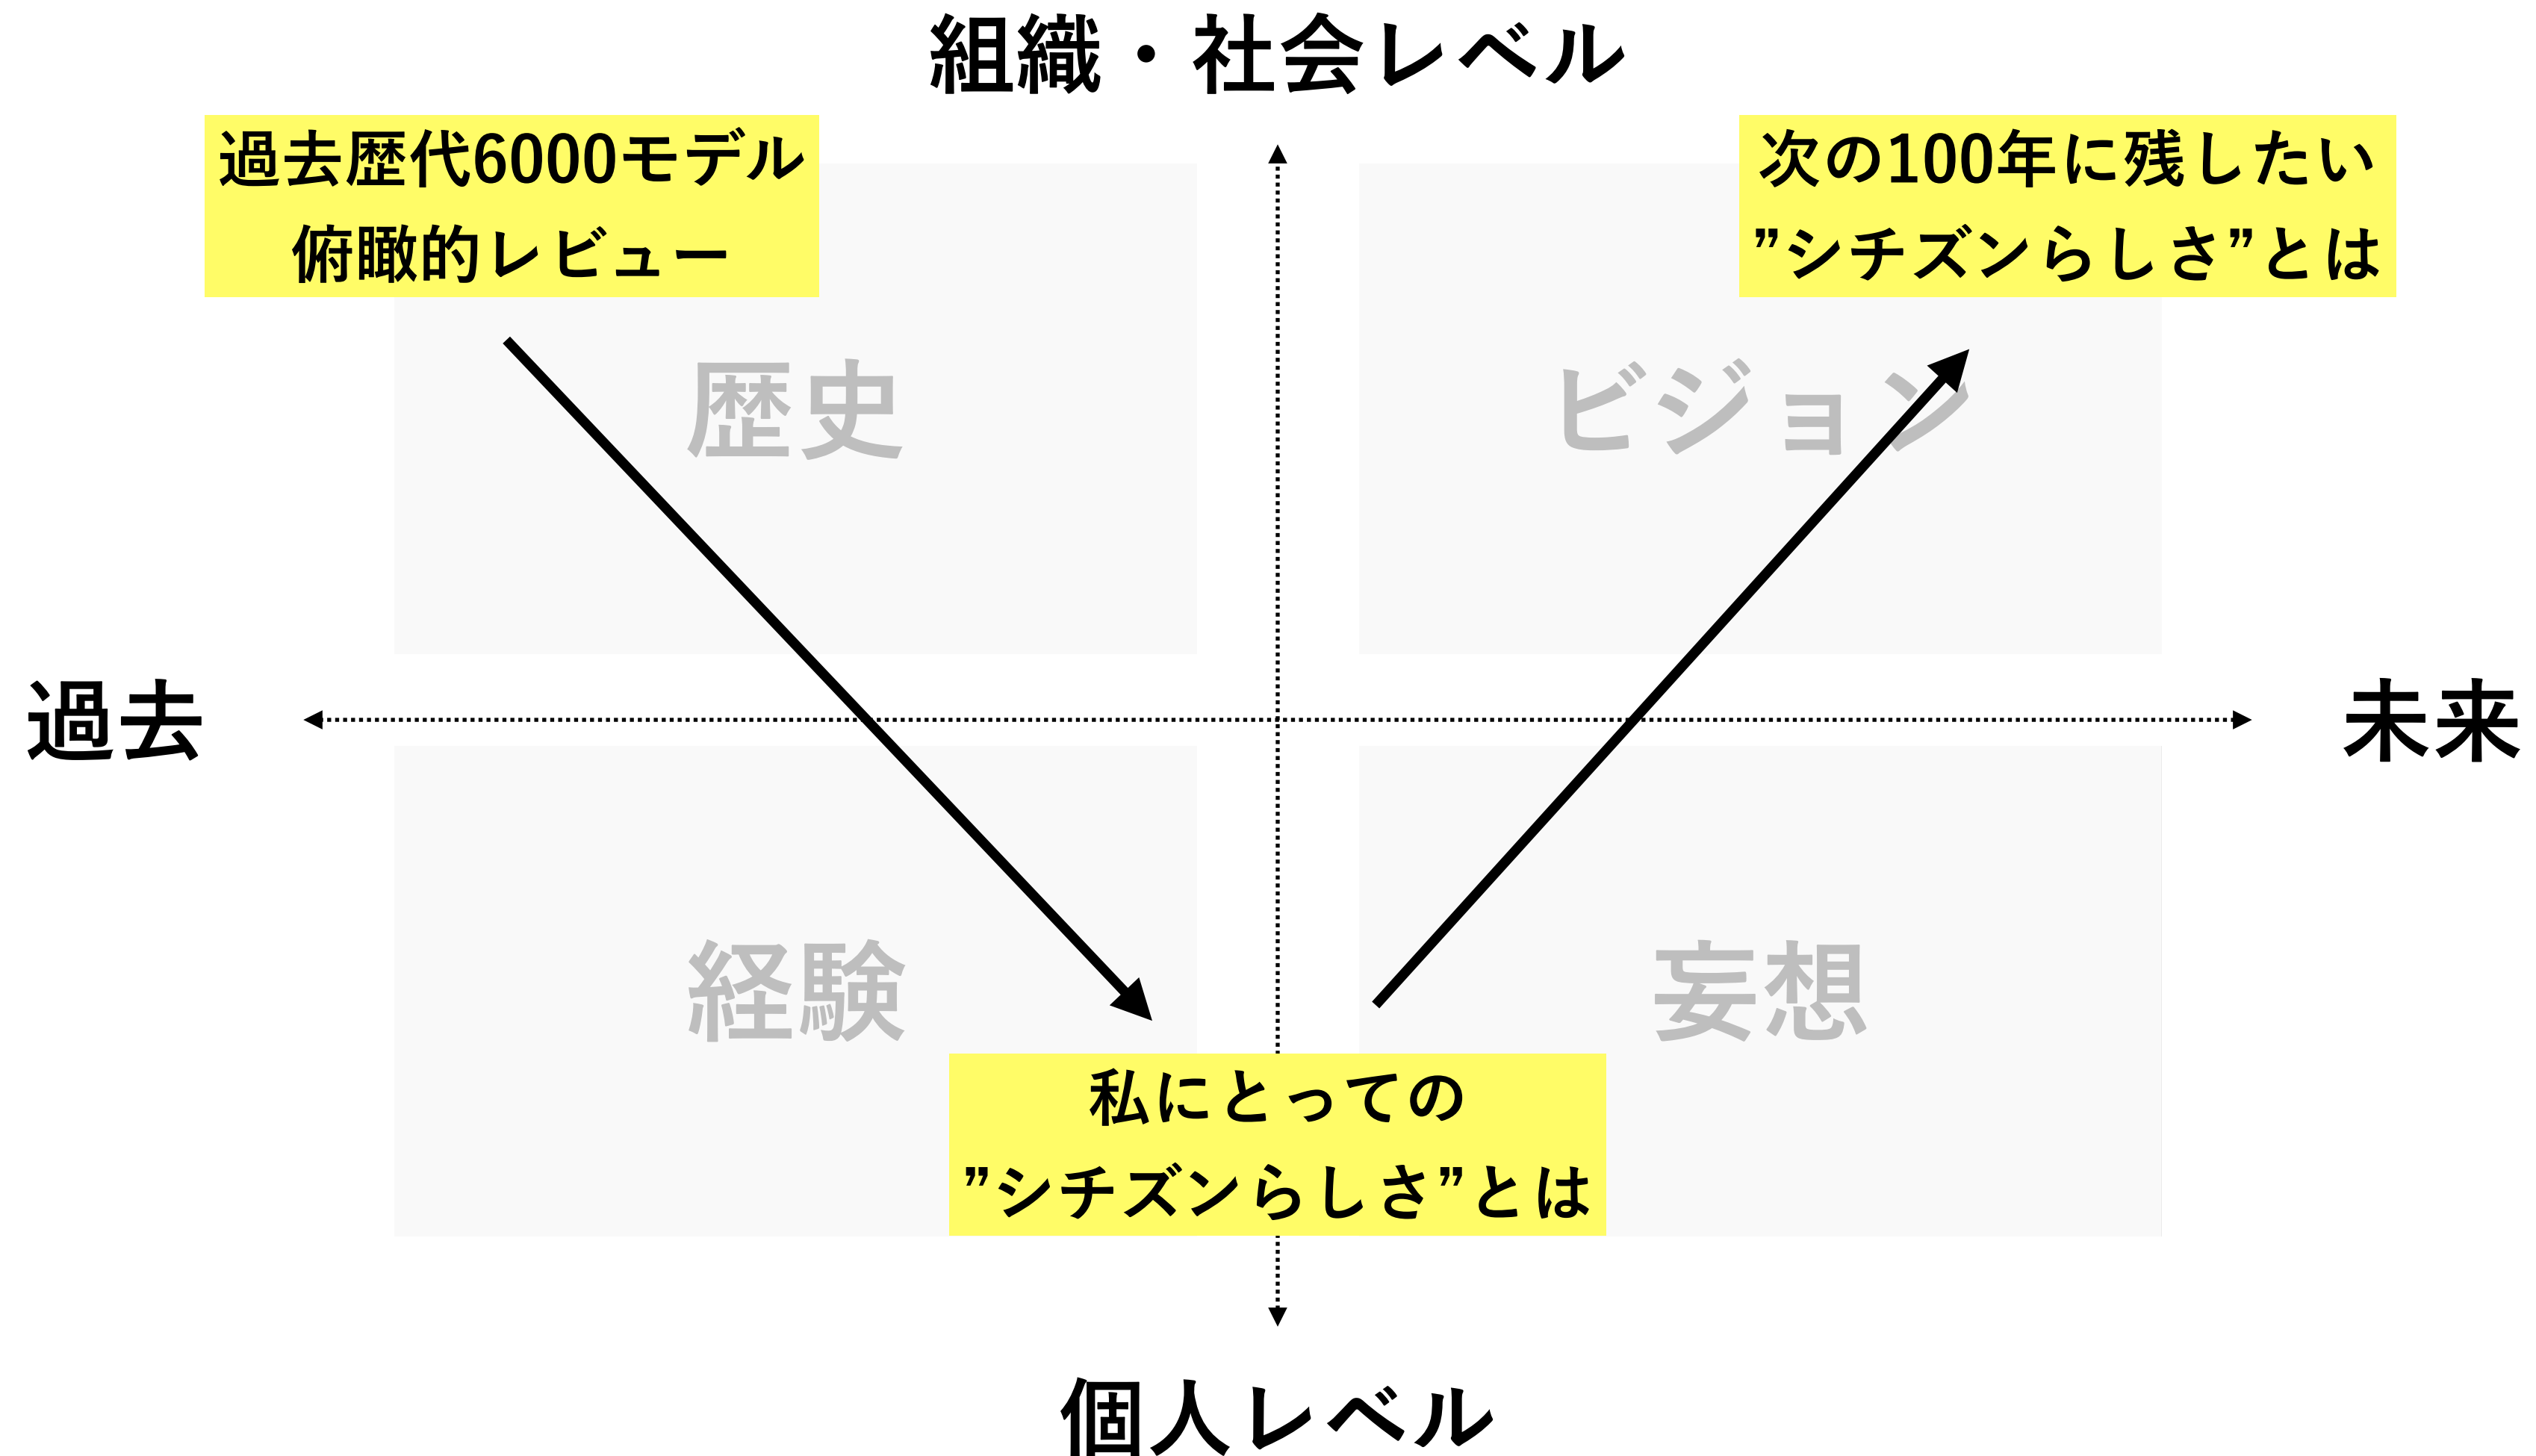 組織・社会レベル
過去歴代6000モデル
俯瞰的レビュー
次の100年に残したい
”シチズンらしさ”とは
歴史
ビジョン
過去
未来
経験
妄想
私にとっての
”シチズンらしさ”とは
個人レベル